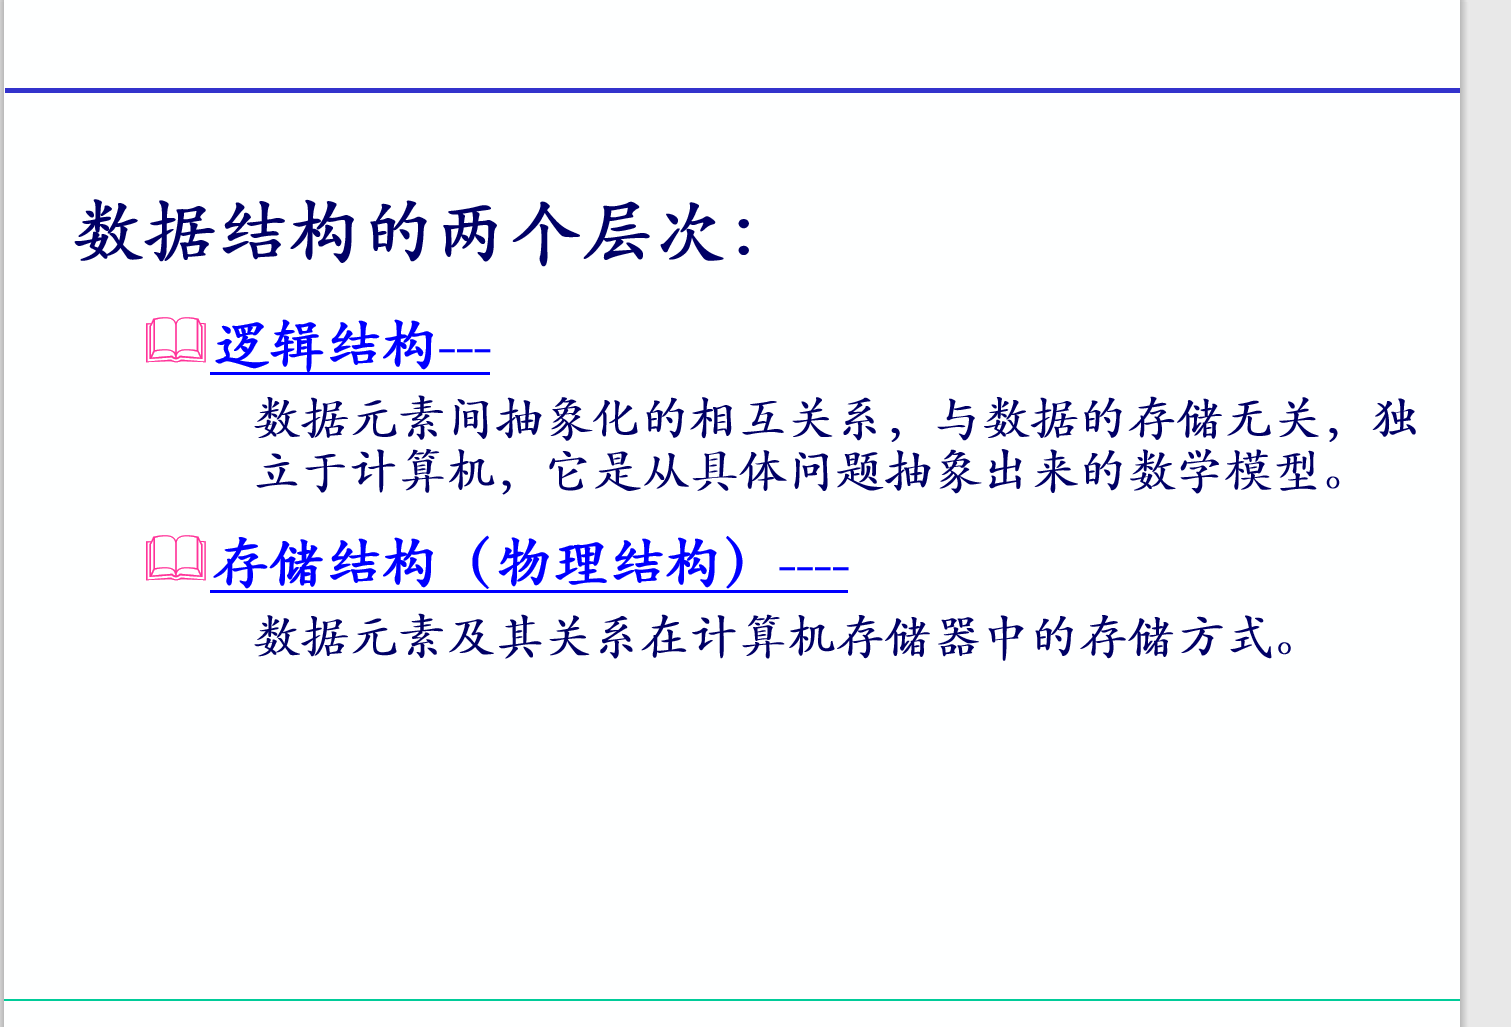 数据结构的两个层次：
逻辑结构---
数据元素间抽象化的相互关系，与数据的存储无关，独
立于计算机，它是从具体问题抽象出来的数学模型。
存储结构（物理结构）----
数据元素及其关系在计算机存储器中的存储方式。